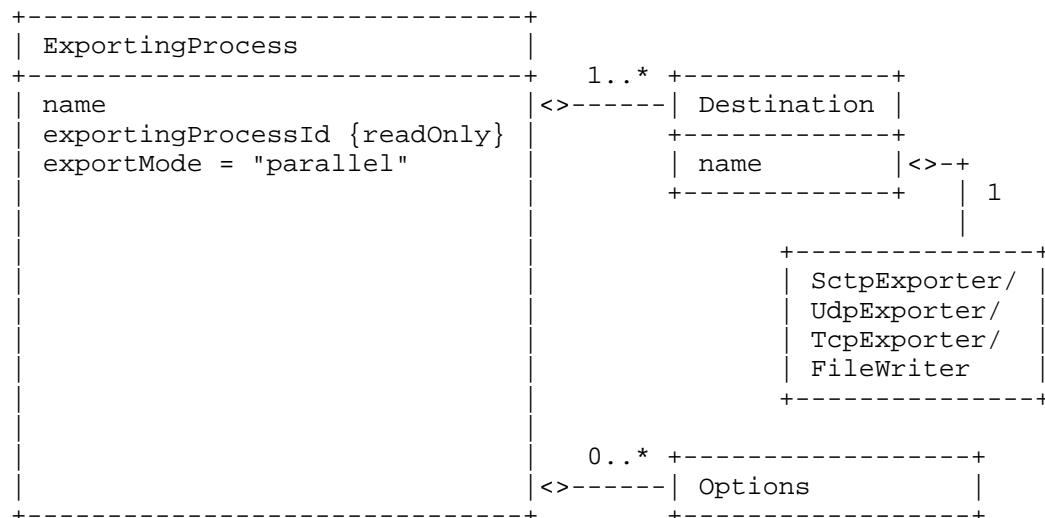 ExportingProcess
1..*
name <>------ Destination
exportingProcessId {readOnly}
exportMode = "parallel" name <>-+
1
SctpExporter/
UdpExporter/
TcpExporter/
FileWriter
0..*
<>------ Options